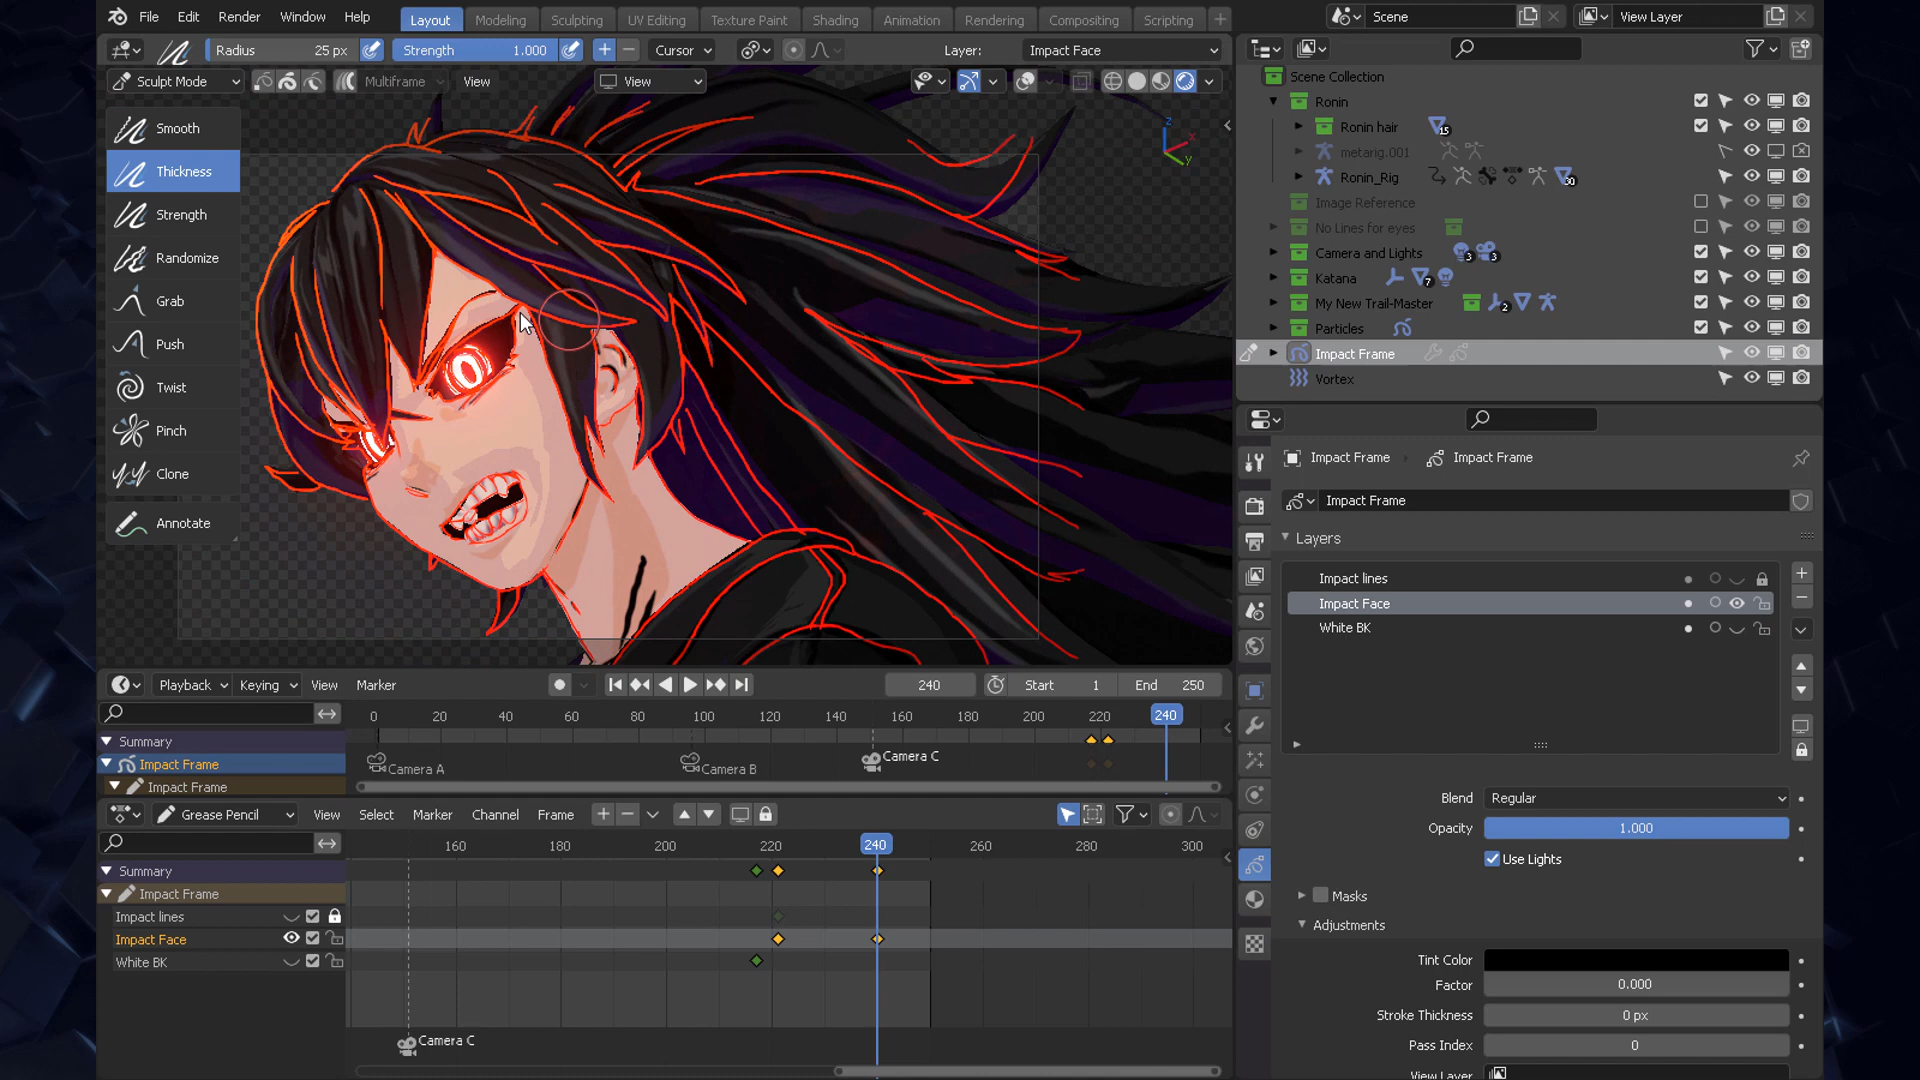 File Edit Render Window Help Layout Modeling Sculpting UV Editing Texture Paint Shading Animation Rendering Compositing Scripting + Scene View Layer
Radius 25 px Strength 1.000 Cursor Layer: Impact Face
Sculpt Mode Multiframe View View
Smooth
Thickness
Strength
Randomize
Grab
Push
Twist
Pinch
Clone
Annotate
Z
X
Y
Scene Collection
Ronin
Ronin hair 15
metarig.001
Ronin_Rig 30
Image Reference
No Lines for eyes
Camera and Lights 3 3
Katana 7
My New Trail-Master 2
Particles
Impact Frame
Vortex
Impact Frame Impact Frame
Impact Frame
Layers
Impact lines
Impact Face
White BK
Blend Regular
Opacity 1.000
Use Lights
Masks
Adjustments
Tint Color
Factor 0.000
Stroke Thickness 0 px
Pass Index 0
View Layer
Playback Keying View Marker 240 Start 1 End 250
0 20 40 60 80 100 120 140 160 180 200 220 240
Summary
Impact Frame
Impact Frame
Camera A Camera B Camera C
Grease Pencil View Select Marker Channel Frame
160 180 200 220 240 260 280 300
Summary
Impact Frame
Impact lines
Impact Face
White BK
Camera C